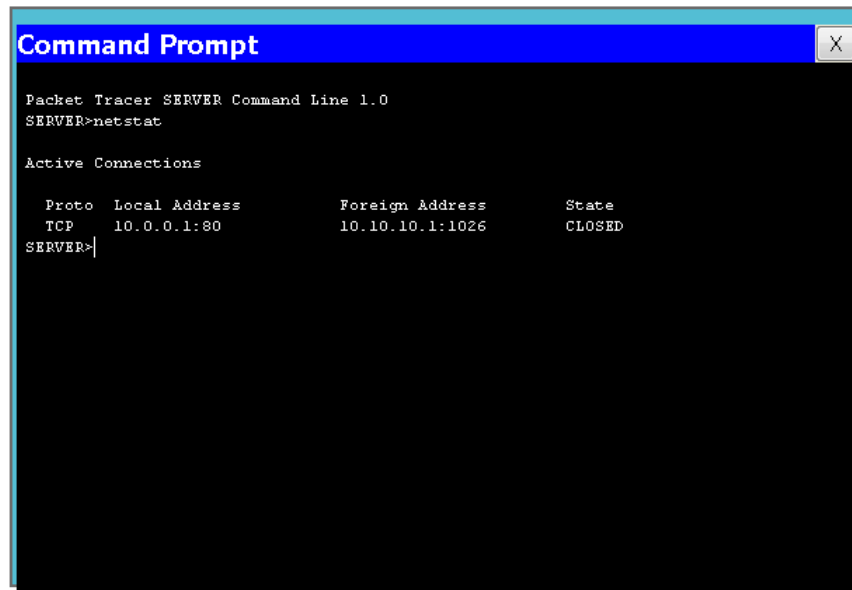 Command Prompt
X
Packet Tracer SERVER Command Line 1.0
SERVER>netstat
Active Connections
Proto Local Address Foreign Address State
TCP 10.0.0.1:80 10.10.10.1:1026 CLOSED
SERVER>